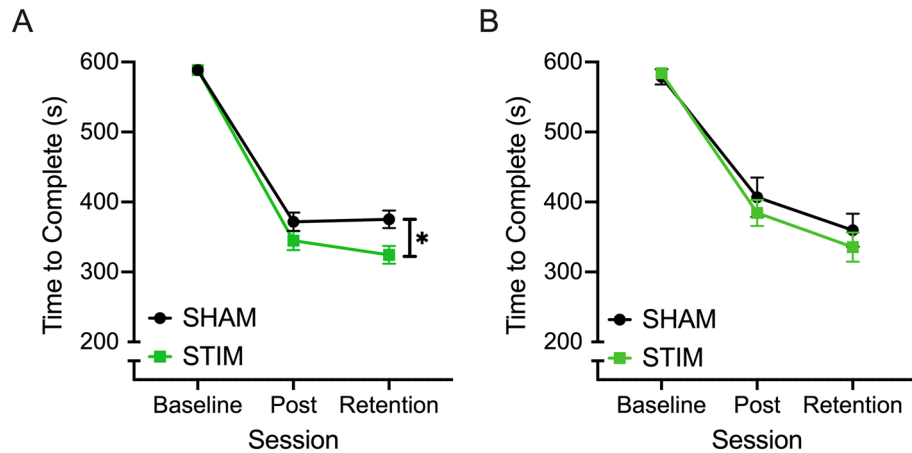 A
Time to Complete (s)
600
500
400
300
200
*
SHAM
STIM
Baseline Post Retention
Session
B
Time to Complete (s)
600
500
400
300
200
SHAM
STIM
Baseline Post Retention
Session